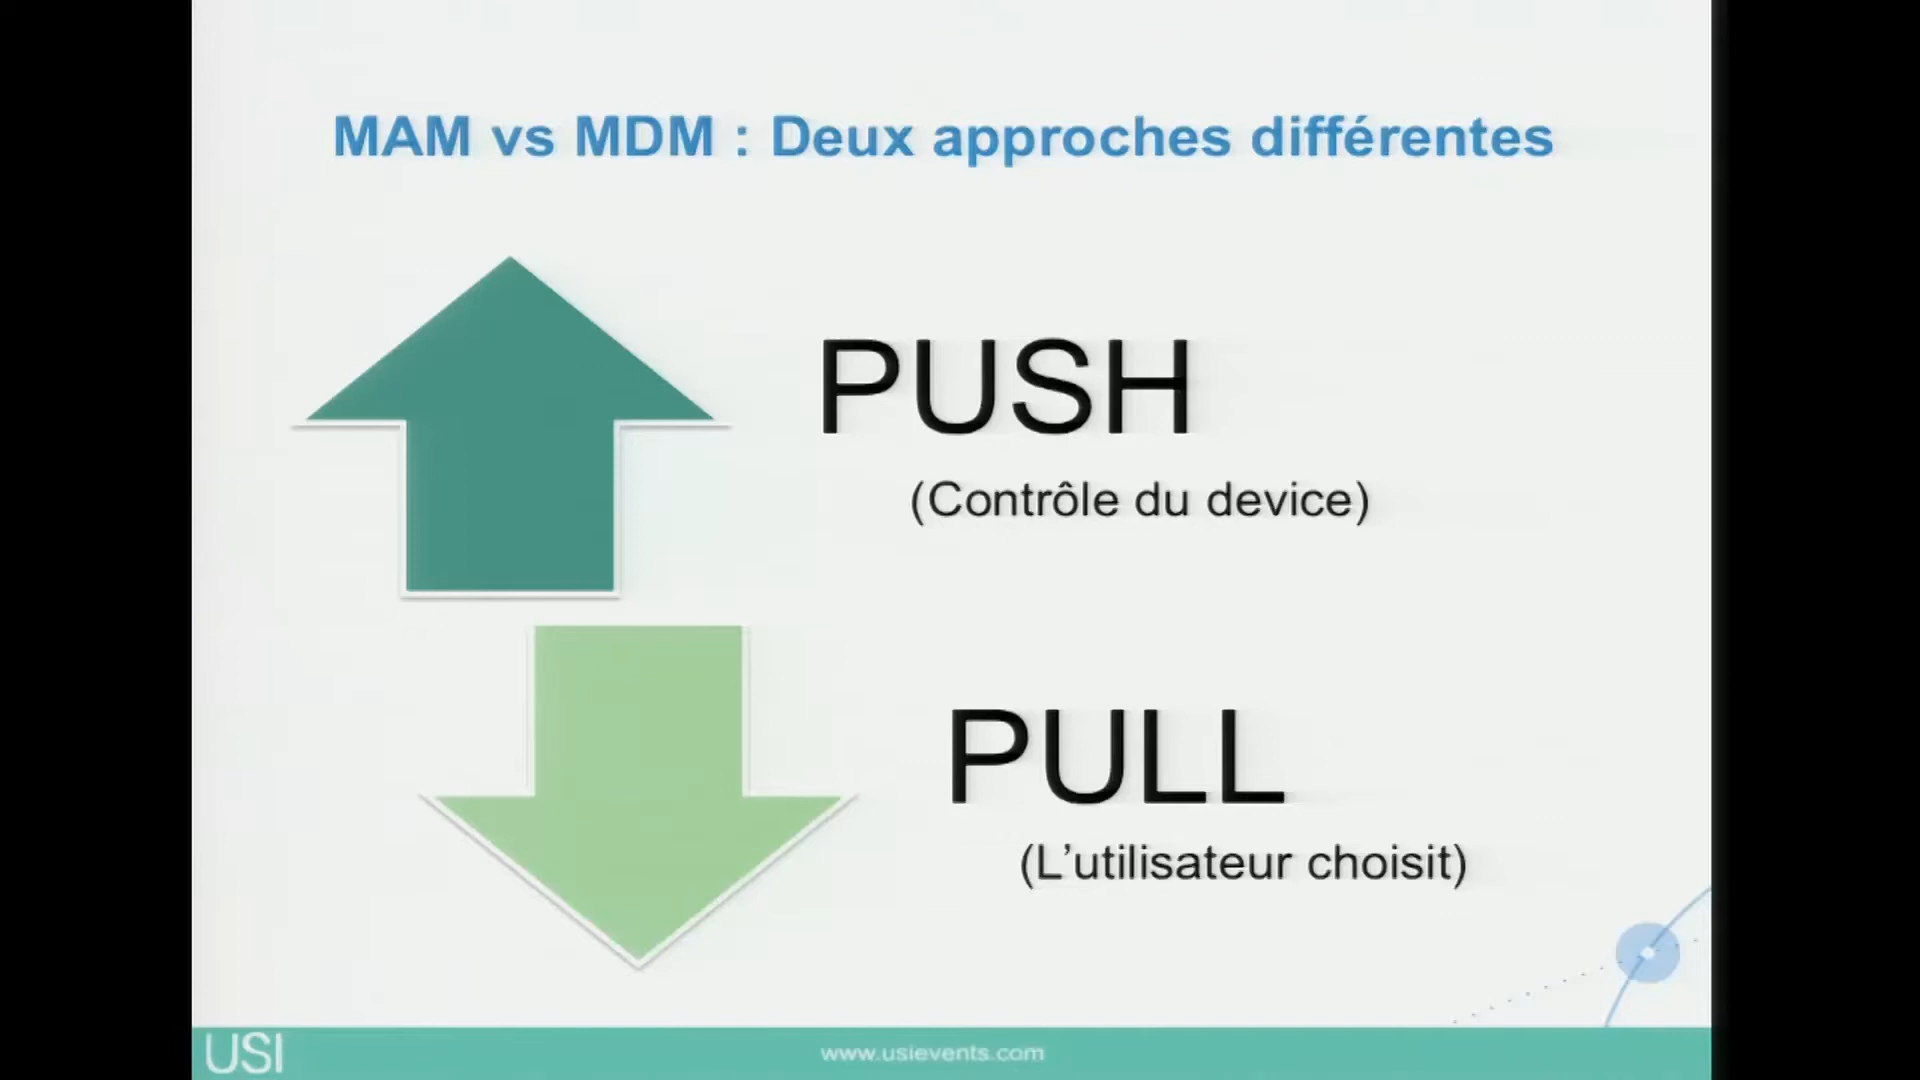 MAM vs MDM : Deux approches différentes
PUSH
(Contrôle du device)
PULL
(L’utilisateur choisit)
USI
www.usievents.com